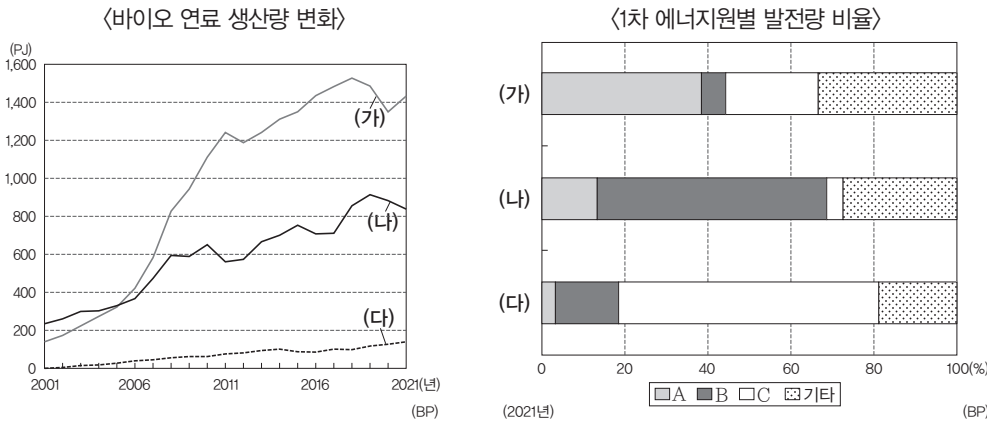 〈바이오 연료 생산량 변화〉
(PJ)
1,600
1,400
1,200
1,000
800
600
400
200
0
(가)
(나)
(다)
2001 2006 2011 2016 2021(년)
(BP)
〈1차 에너지원별 발전량 비율〉
(가)
(나)
(다)
0 20 40 60 80 100(%)
A B C 기타
(2021년) (BP)